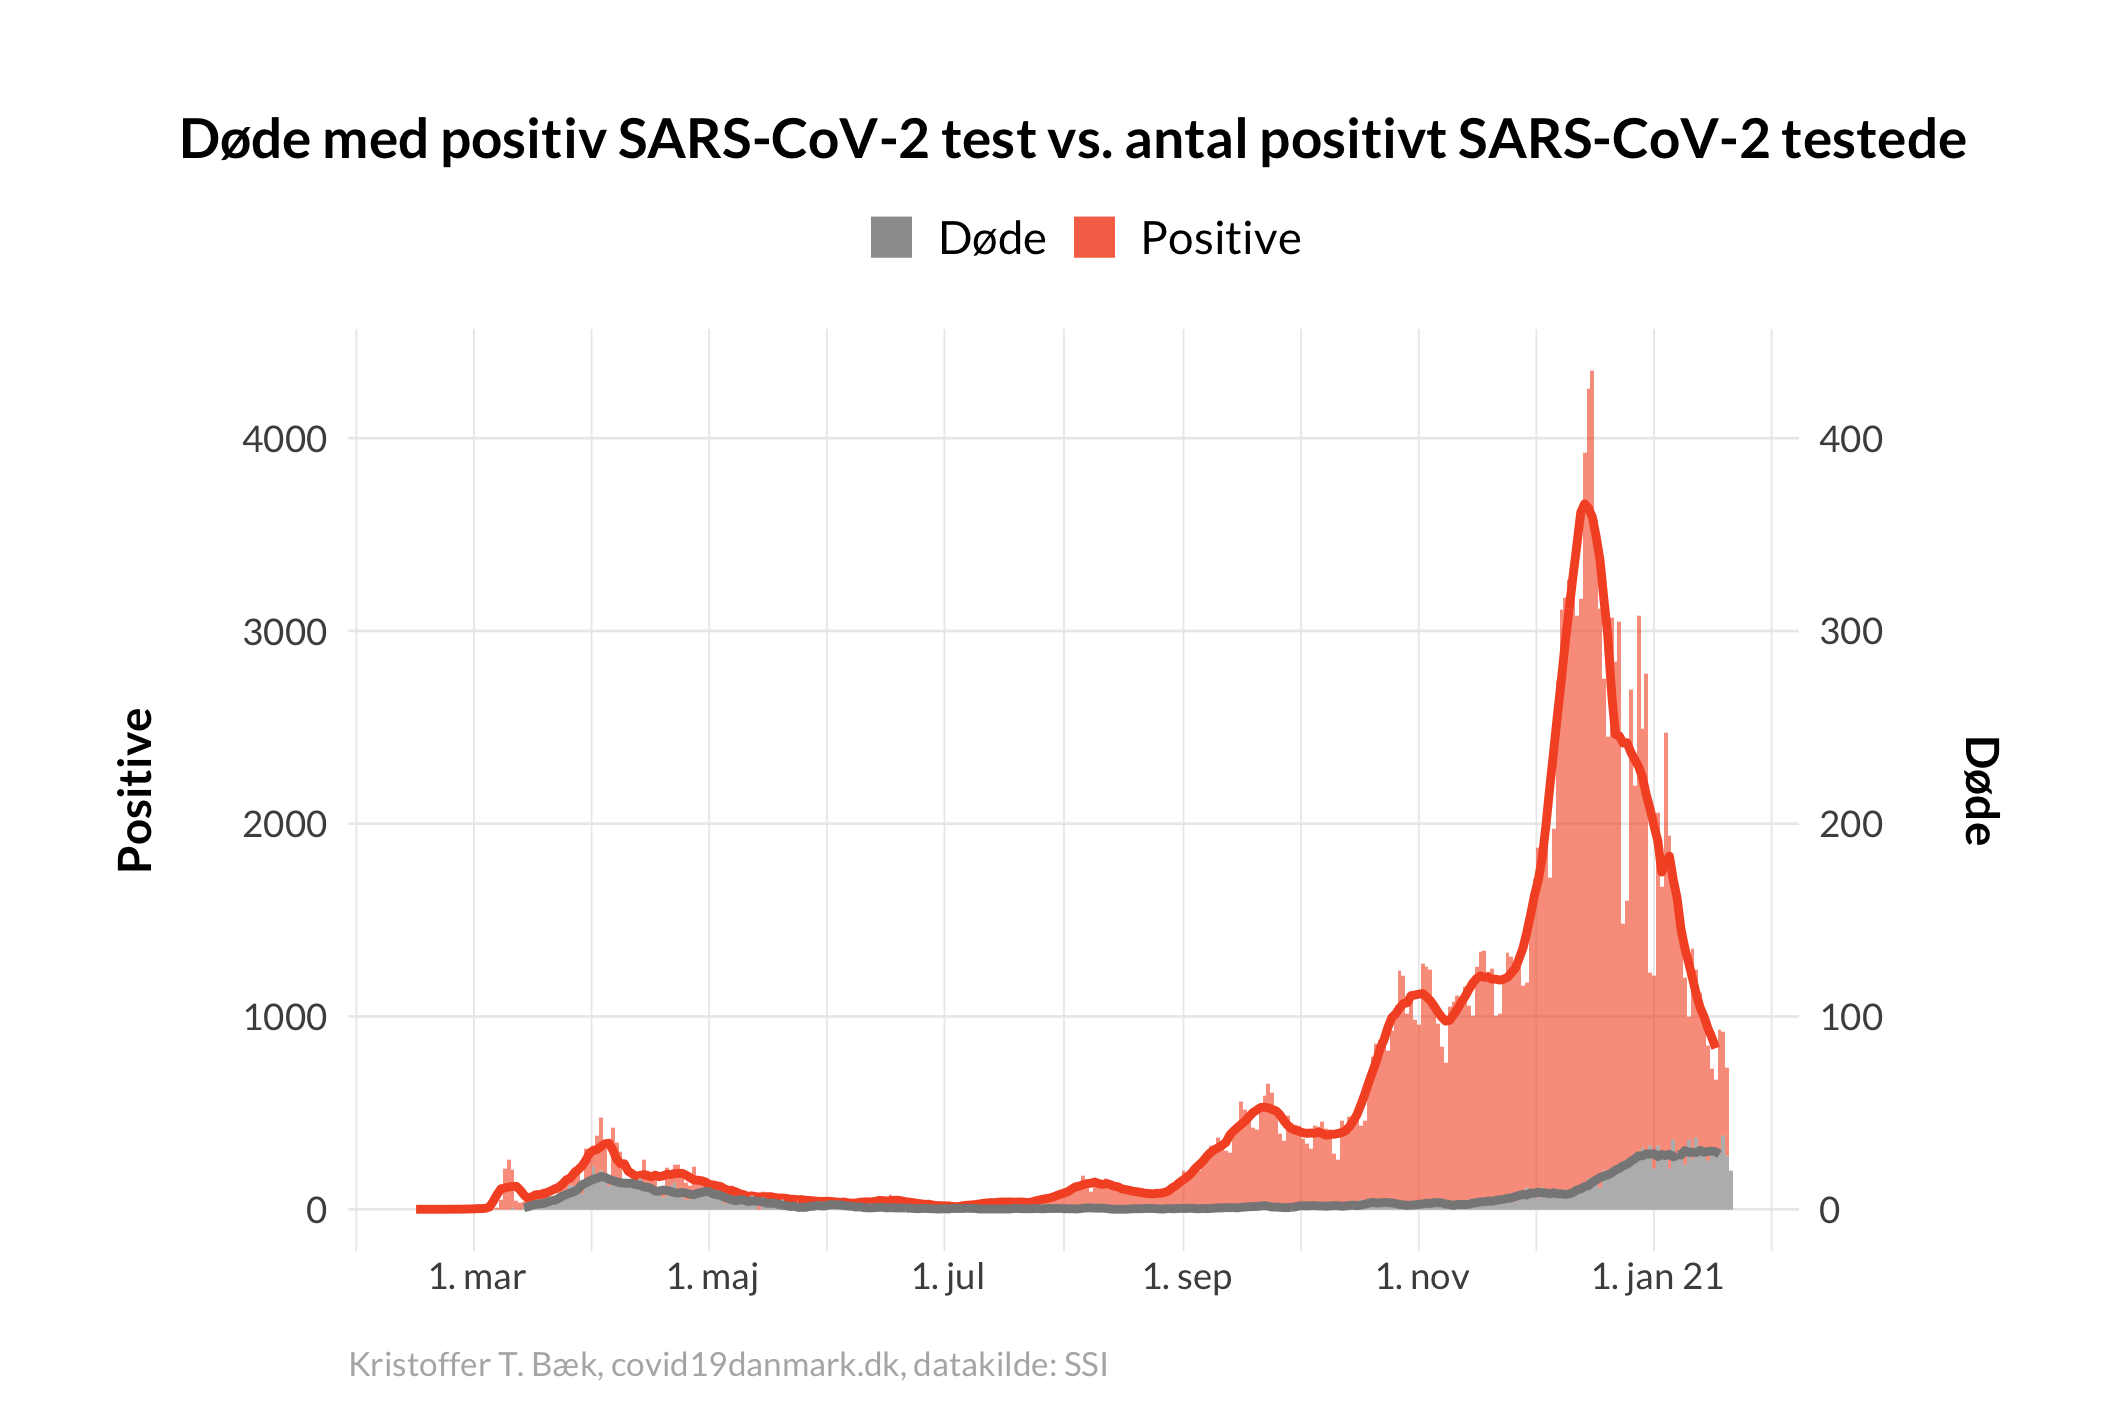 Døde med positiv SARS-CoV-2 test vs. antal positivt SARS-CoV-2 testede
Døde Positive
Positive
4000
3000
2000
1000
0
400
300
200
100
0
Døde
1. mar 1. maj 1. jul 1. sep 1. nov 1. jan 21
Kristoffer T. Bæk, covid19danmark.dk, datakilde: SSI